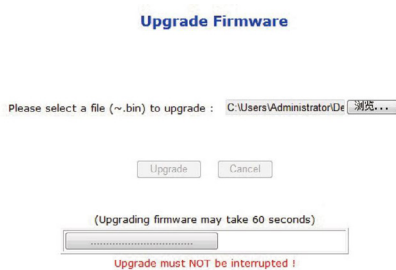 Upgrade Firmware
Please select a file (~.bin) to upgrade : C:\Users\Administrator\De 浏览...
Upgrade Cancel
(Upgrading firmware may take 60 seconds)
..................................
Upgrade must NOT be interrupted !